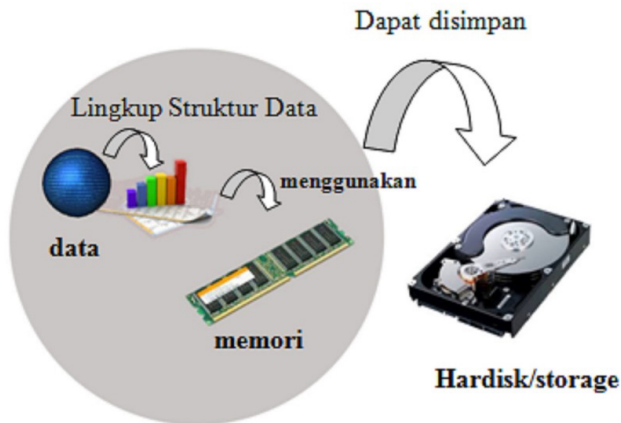 Dapat disimpan
Lingkup Struktur Data
menggunakan
data
memori
Hardisk/storage